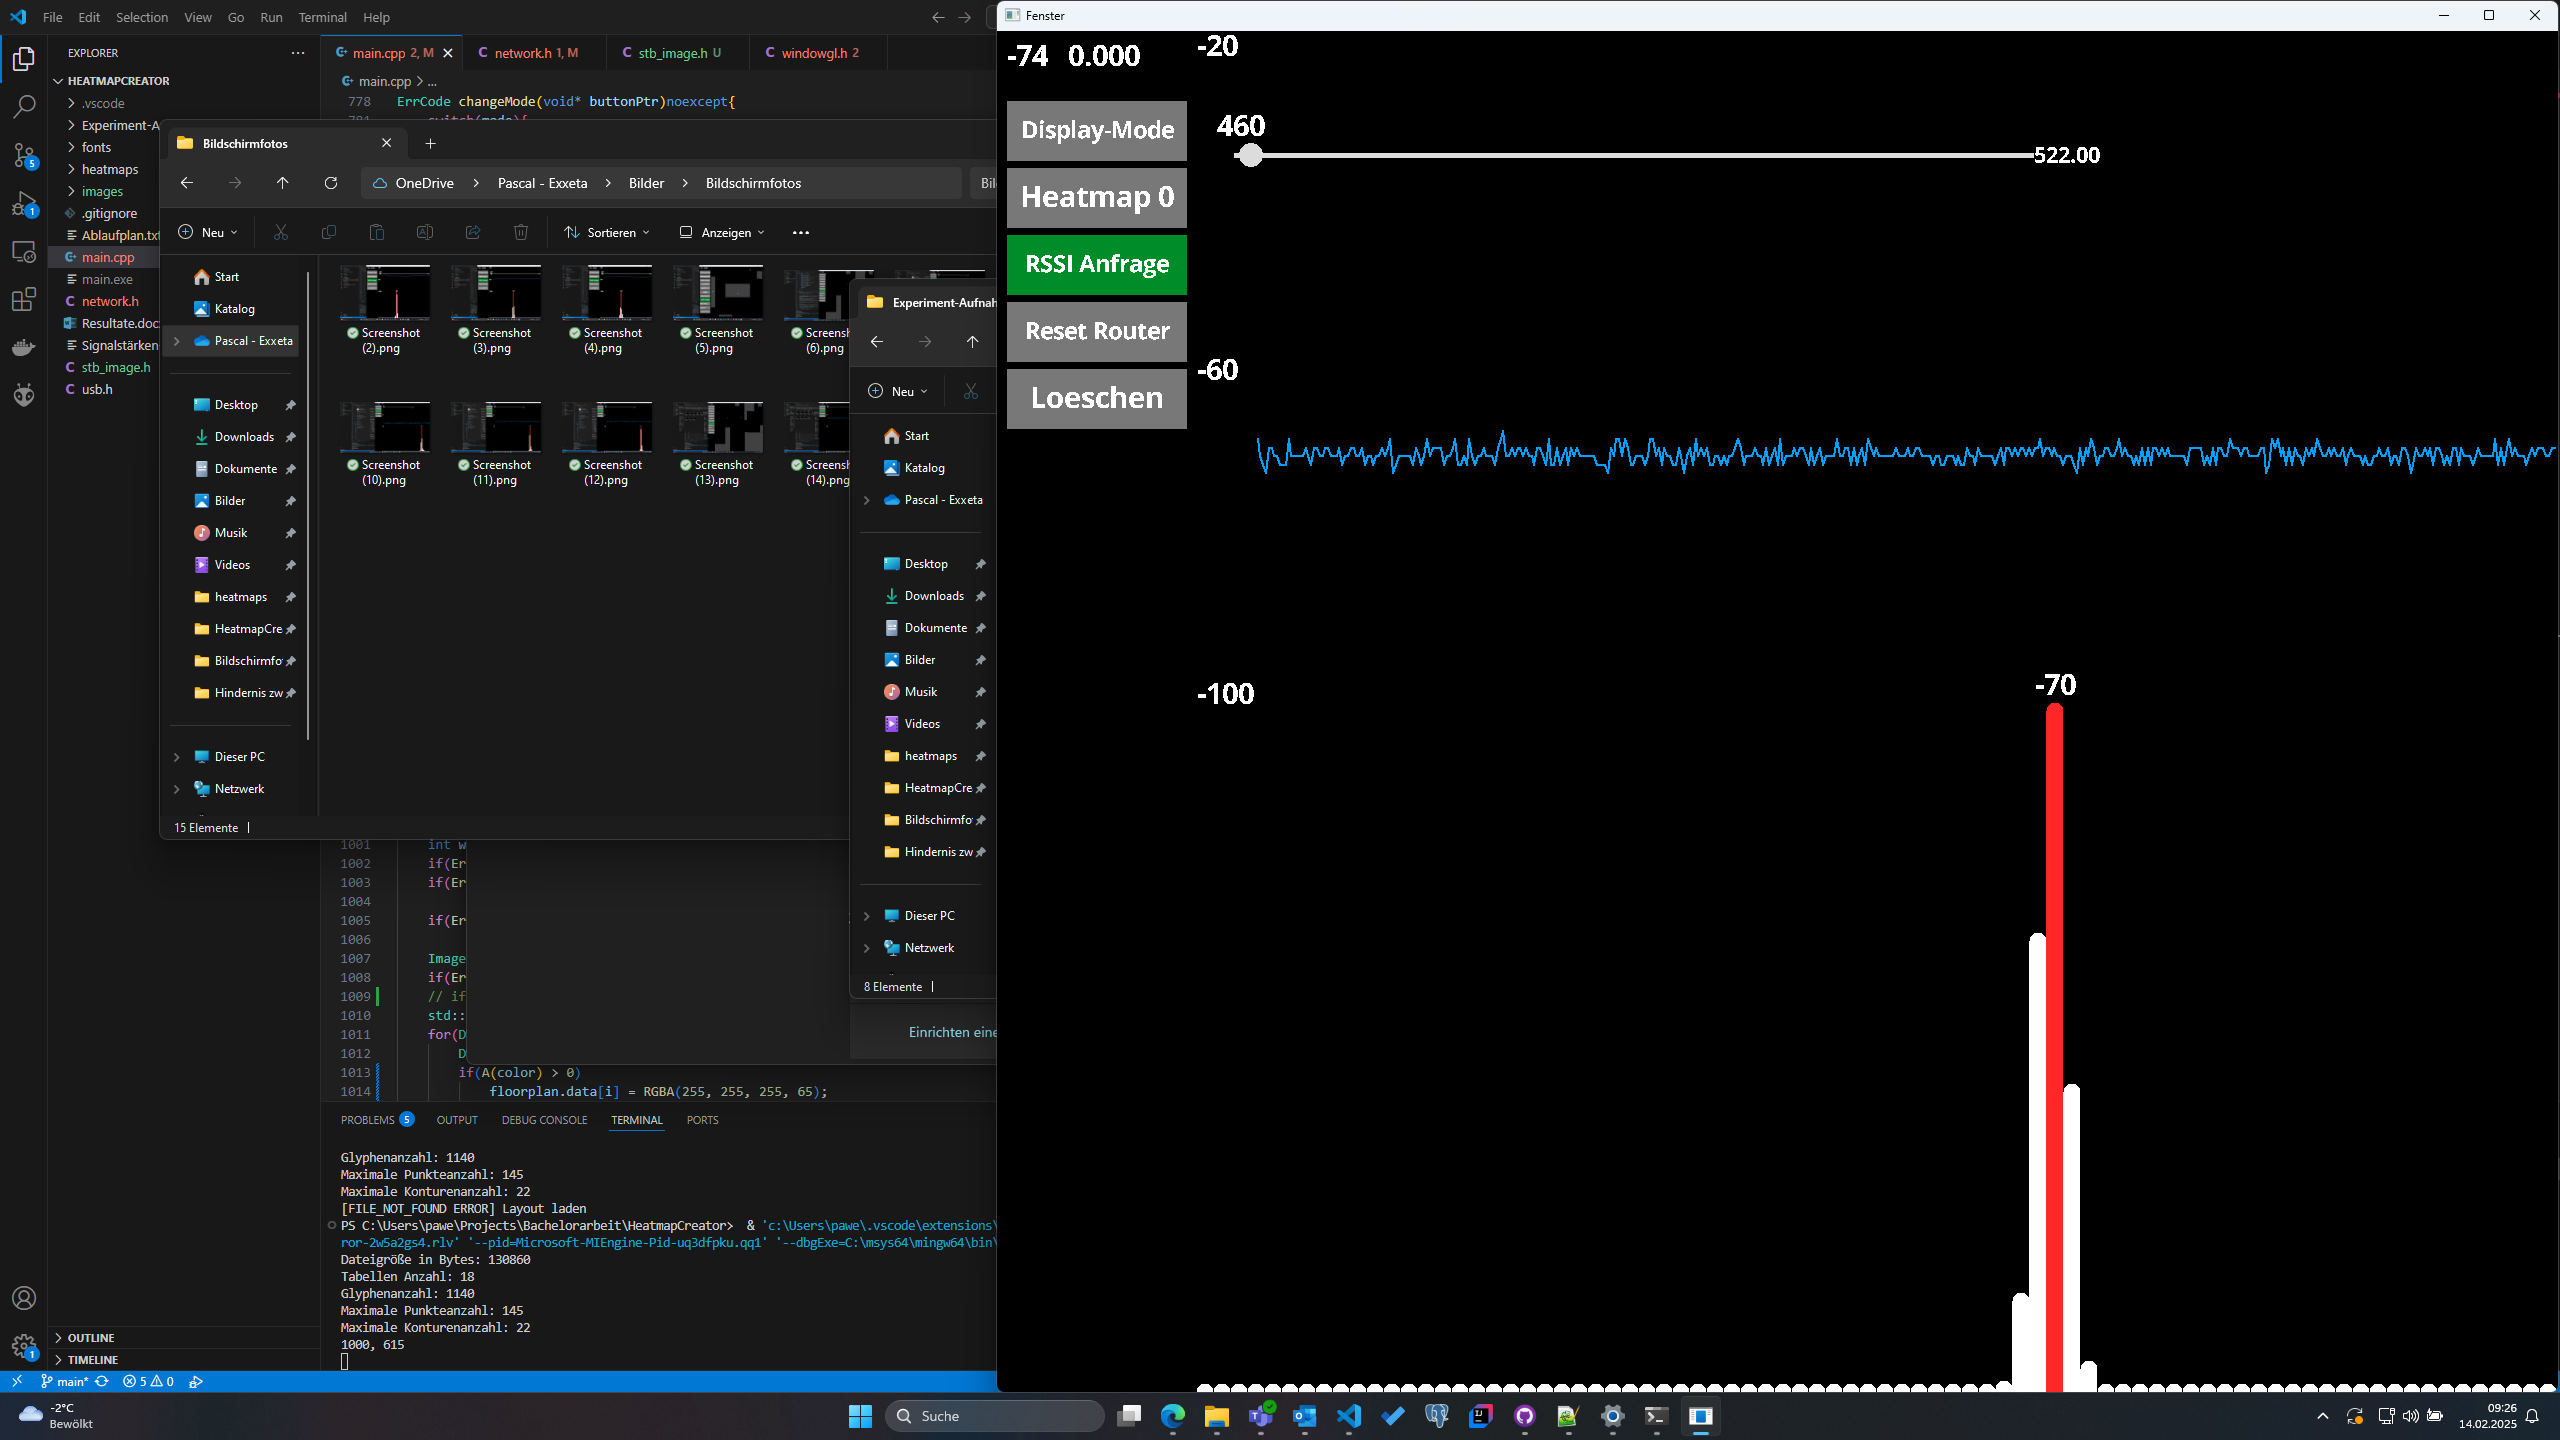 File Edit Selection View Go Run Terminal Help
EXPLORER
HEATMAPCREATOR
.vscode
Experiment-A
fonts
heatmaps
images
.gitignore
Ablaufplan.txt
main.cpp
main.exe
network.h
Resultate.doc
Signalstärken
stb_image.h
usb.h
OUTLINE
TIMELINE
main.cpp 2, M
network.h 1, M
stb_image.h U
windowgl.h 2
main.cpp > ...
778 ErrCode changeMode(void* buttonPtr)noexcept{
Bildschirmfotos
OneDrive > Pascal - Exxeta > Bilder > Bildschirmfotos
Bil
Neu
Sortieren
Anzeigen
Start
Katalog
Pascal - Exxeta
Desktop
Downloads
Dokumente
Bilder
Musik
Videos
heatmaps
HeatmapCre
Bildschirmfo
Hindernis zw
Dieser PC
Netzwerk
15 Elemente
Screenshot (2).png
Screenshot (3).png
Screenshot (4).png
Screenshot (5).png
Screensh (6).png
Screenshot (10).png
Screenshot (11).png
Screenshot (12).png
Screenshot (13).png
Screensh (14).png
Experiment-Aufnah
Neu
Start
Katalog
Pascal - Exxeta
Desktop
Downloads
Dokumente
Bilder
Musik
Videos
heatmaps
HeatmapCre
Bildschirmfo
Hindernis zw
Dieser PC
Netzwerk
8 Elemente
Einrichten eine
1001 int w
1002 if(Er
1003 if(Er
1004
1005 if(Er
1006
1007 Image
1008 if(Er
1009 // if
1010 std::
1011 for(D
1012 D
1013 if(A(color) > 0)
1014 floorplan.data[i] = RGBA(255, 255, 255, 65);
PROBLEMS 5 OUTPUT DEBUG CONSOLE TERMINAL PORTS
Glyphenanzahl: 1140
Maximale Punkteanzahl: 145
Maximale Konturenanzahl: 22
[FILE_NOT_FOUND ERROR] Layout laden
PS C:\Users\pawe\Projects\Bachelorarbeit\HeatmapCreator> & 'c:\Users\pawe\.vscode\extensions\
ror-2w5a2gs4.rlv' '--pid=Microsoft-MIEngine-Pid-uq3dfpku.qq1' '--dbgExe=C:\msys64\mingw64\bin\
Dateigröße in Bytes: 130860
Tabellen Anzahl: 18
Glyphenanzahl: 1140
Maximale Punkteanzahl: 145
Maximale Konturenanzahl: 22
1000, 615
main* 5 0
Fenster
-74 0.000
Display-Mode
Heatmap 0
RSSI Anfrage
Reset Router
Loeschen
-20
460
522.00
-60
-100
-70
-2°C
Bewölkt
Suche
09:26
14.02.2025